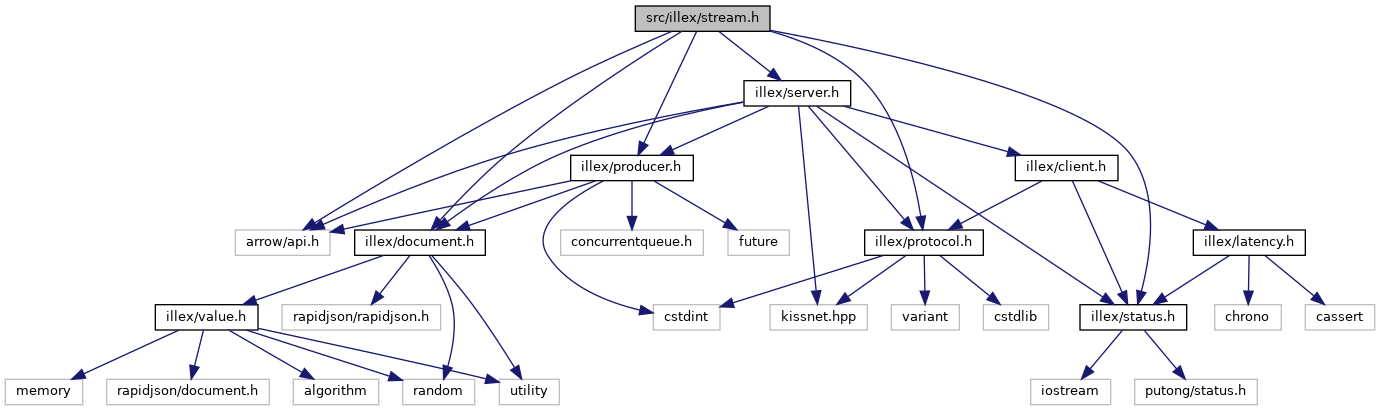 src/illex/stream.h
illex/server.h
illex/producer.h
illex/client.h
arrow/api.h
illex/document.h
concurrentqueue.h
future
illex/protocol.h
illex/latency.h
illex/value.h
rapidjson/rapidjson.h
cstdint
kissnet.hpp
variant
cstdlib
illex/status.h
chrono
cassert
memory
rapidjson/document.h
algorithm
random
utility
iostream
putong/status.h